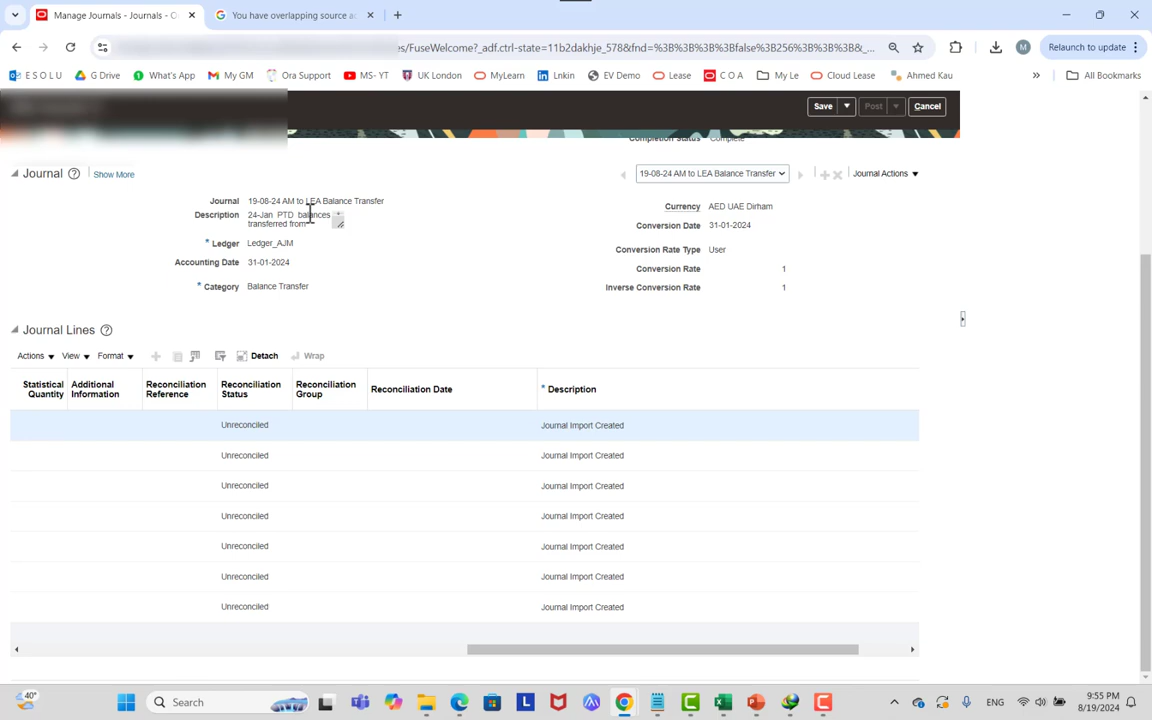 Manage Journals - Journals - O
You have overlapping source ac
es/FuseWelcome?_adf.ctrl-state=11b2dakhje_578&fnd=%3B%3B%3B%3Bfalse%3B256%3B%3B%3B&_...
M
Relaunch to update
E S O L U
G Drive
What's App
My GM
Ora Support
MS- YT
UK London
MyLearn
Lnkin
EV Demo
Lease
C O A
My Le
Cloud Lease
Ahmed Kau
»
All Bookmarks
Save
Post
Cancel
Completion Status Complete
Journal
Show More
19-08-24 AM to LEA Balance Transfer
Journal Actions
Journal 19-08-24 AM to LEA Balance Transfer
Description 24-Jan PTD balances
transferred from
* Ledger Ledger_AJM
Accounting Date 31-01-2024
* Category Balance Transfer
Currency AED UAE Dirham
Conversion Date 31-01-2024
Conversion Rate Type User
Conversion Rate 1
Inverse Conversion Rate 1
Journal Lines
Actions View Format Detach Wrap
Statistical Quantity
Additional Information
Reconciliation Reference
Reconciliation Status
Reconciliation Group
Reconciliation Date
* Description
Unreconciled Journal Import Created
Unreconciled Journal Import Created
Unreconciled Journal Import Created
Unreconciled Journal Import Created
Unreconciled Journal Import Created
Unreconciled Journal Import Created
Unreconciled Journal Import Created
40°
Search
ENG
9:55 PM
8/19/2024